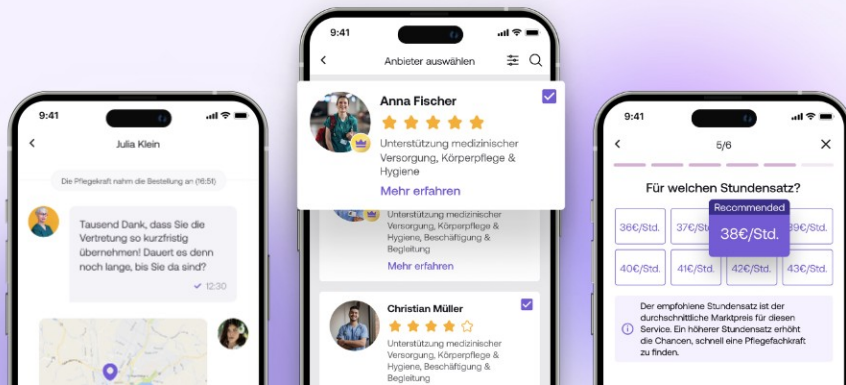 9:41
Julia Klein
Die Pflegekraft nahm die Bestellung an (16:51)
Tausend Dank, dass Sie die
Vertretung so kurzfristig
übernehmen! Dauert es denn
noch lange, bis Sie da sind?
12:30
9:41
Anbieter auswählen
Anna Fischer
Unterstützung medizinischer
Versorgung, Körperpflege &
Hygiene
Mehr erfahren
Unterstützung medizinischer
Versorgung, Körperpflege &
Hygiene, Beschäftigung &
Begleitung
Mehr erfahren
Christian Müller
Unterstützung medizinischer
Versorgung, Körperpflege &
Hygiene, Beschäftigung &
Begleitung
9:41
5/6
Für welchen Stundensatz?
Recommended
36€/Std. 37€/St 38€/Std. 39€/Std.
40€/Std. 41€/Std. 42€/Std. 43€/Std.
Der empfohlene Stundensatz ist der
durchschnittliche Marktpreis für diesen
Service. Ein höherer Stundensatz erhöht
die Chancen, schnell eine Pflegefachkraft
zu finden.